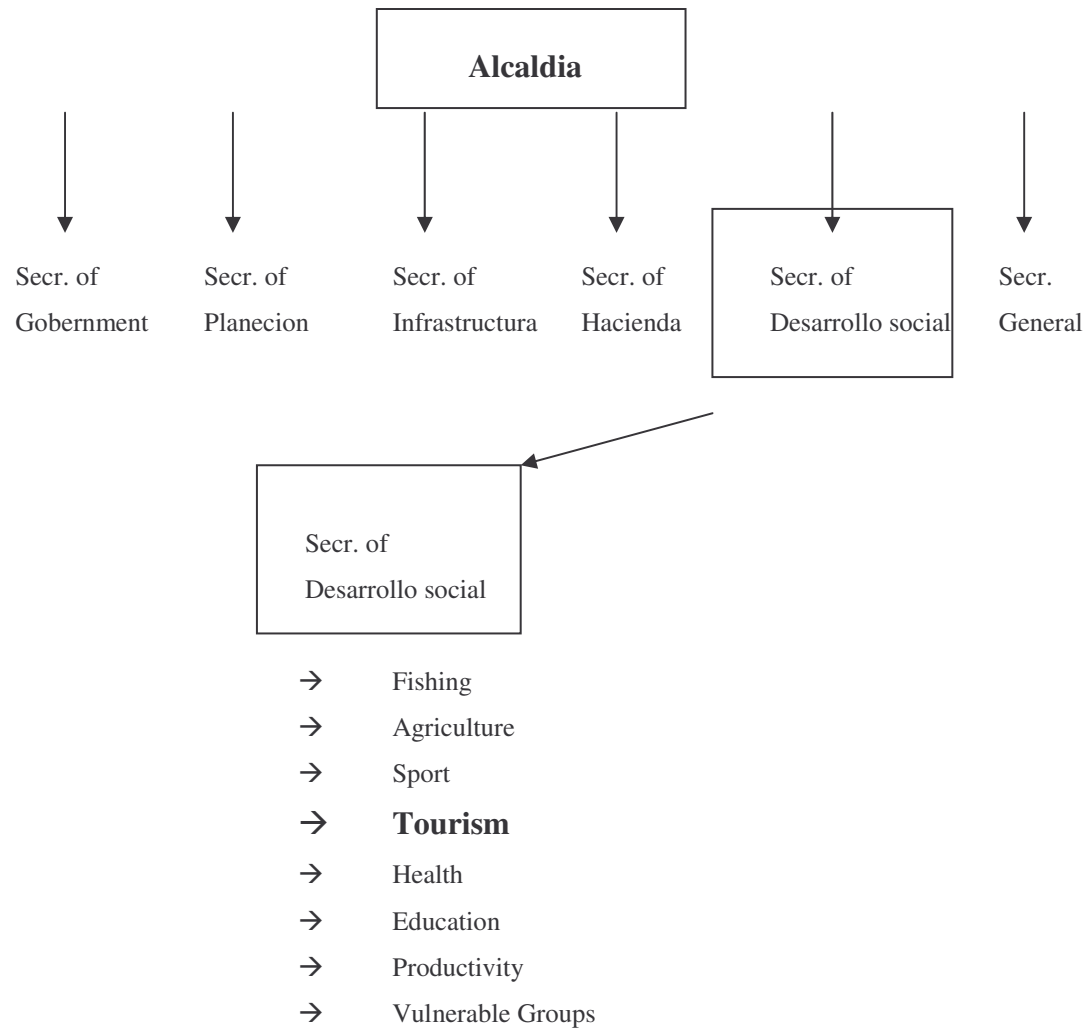 Alcaldia
Secr. of Secr. of Secr. of Secr. of Secr. of Secr.
Gobernment Planecion Infrastructura Hacienda Desarrollo social General
Secr. of
Desarrollo social
→ Fishing
→ Agriculture
→ Sport
→ Tourism
→ Health
→ Education
→ Productivity
→ Vulnerable Groups